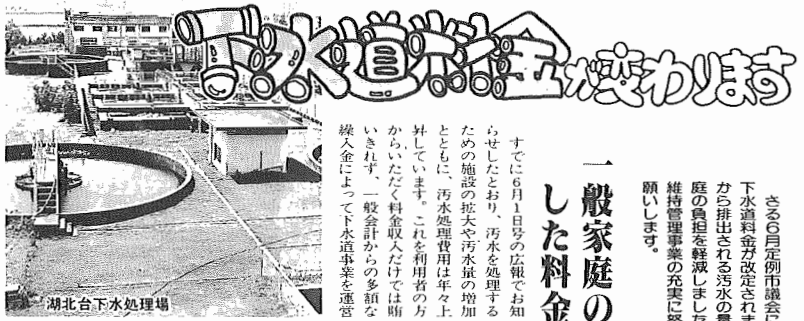 下水道料金が変わります
さる6月定例市議会に
下水道料金が改定されま
から排出される汚水の量
庭の負担を軽減しました
維持管理事業の充実に努
願いします。
一般家庭の
した料金
すでに6月1日号の広報でお知
らせしたとおり、汚水を処理する
ための施設の拡大や汚水量の増加
とともに、汚水処理費用は年々上
昇しています。これを利用者の方
からいただく料金収入だけでは賄
いきれず、一般会計からの多額な
繰入金によって下水道事業を運営
湖北台下水処理場